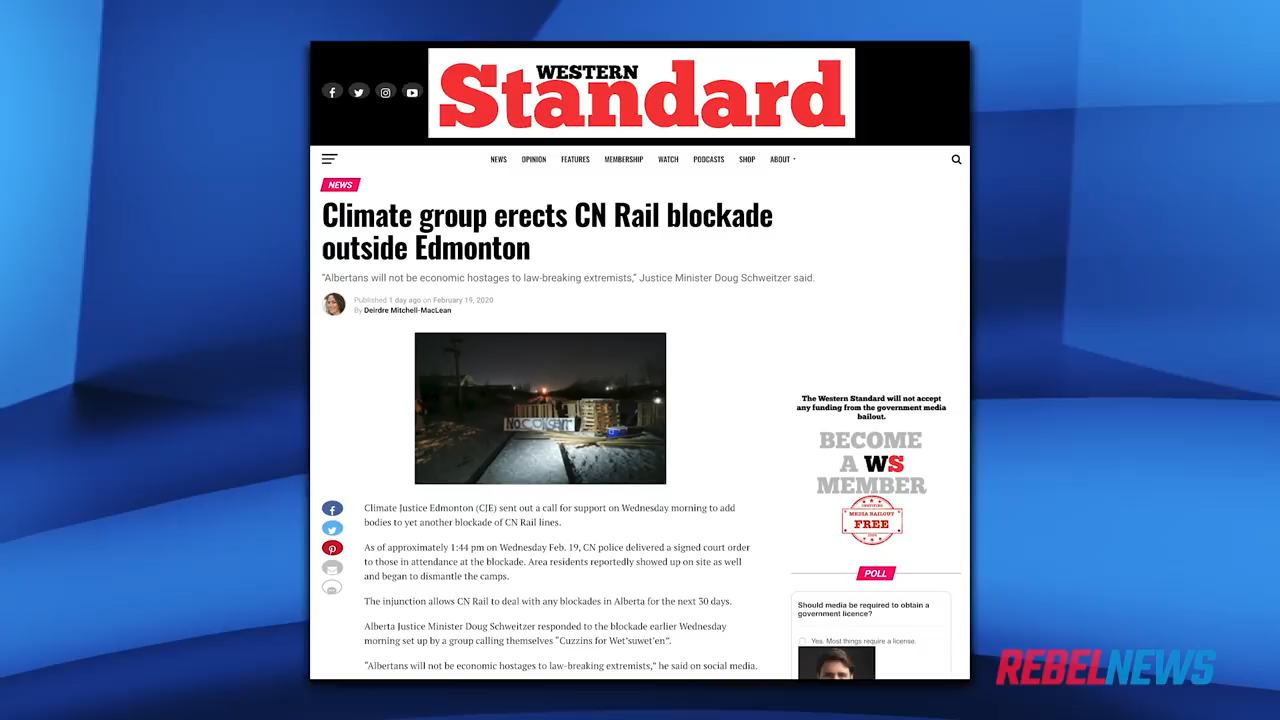 WESTERN
Standard
NEWS OPINION FEATURES MEMBERSHIP WATCH PODCASTS SHOP ABOUT
NEWS
Climate group erects CN Rail blockade
outside Edmonton
"Albertans will not be economic hostages to law-breaking extremists," Justice Minister Doug Schweitzer said.
Published 1 day ago on February 19, 2020
By Deirdre Mitchell-MacLean
NO CONSENT
Climate Justice Edmonton (CJE) sent out a call for support on Wednesday morning to add
bodies to yet another blockade of CN Rail lines.
As of approximately 1:44 pm on Wednesday Feb. 19, CN police delivered a signed court order
to those in attendance at the blockade. Area residents reportedly showed up on site as well
and began to dismantle the camps.
The injunction allows CN Rail to deal with any blockades in Alberta for the next 30 days.
Alberta Justice Minister Doug Schweitzer responded to the blockade earlier Wednesday
morning set up by a group calling themselves "Cuzzins for Wet'suwet'en".
"Albertans will not be economic hostages to law-breaking extremists," he said on social media.
The Western Standard will not accept
any funding from the government media
bailout.
BECOME
A WS
MEMBER
MEDIA BAILOUT
FREE
POLL
Should media be required to obtain a
government licence?
Yes. Most things require a license.
REBELNEWS